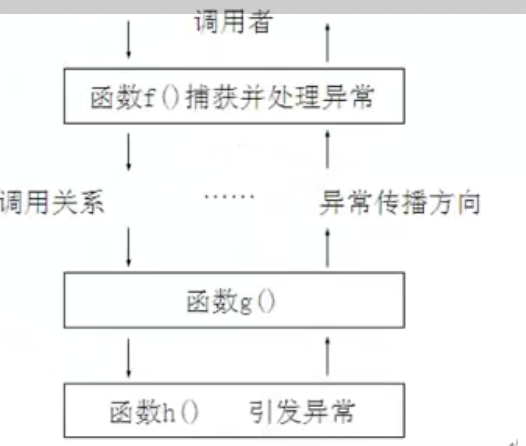 调用者
函数f()捕获并处理异常
调用关系 …… 异常传播方向
函数g()
函数h() 引发异常